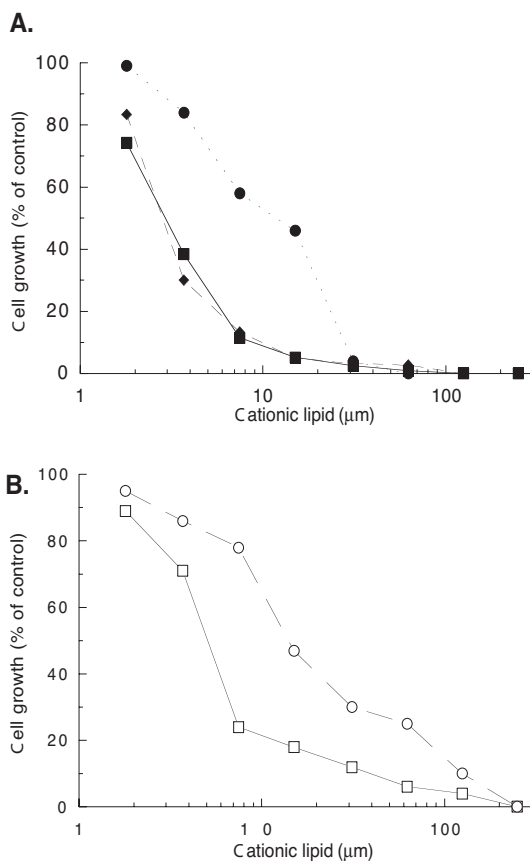 A.
100
80
60
40
20
0
Cell growth (% of control)
1 10 100
Cationic lipid (μm)
B.
100
80
60
40
20
0
Cell growth (% of control)
1 1 0 100
Cationic lipid (μm)